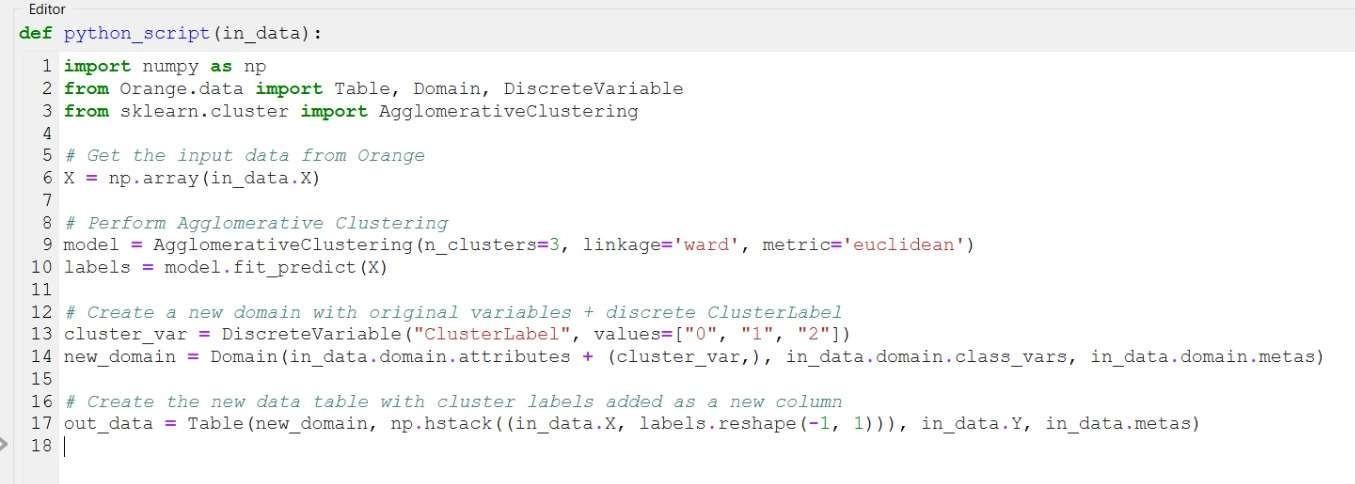 Editor
def python_script(in_data):
1 import numpy as np
2 from Orange.data import Table, Domain, DiscreteVariable
3 from sklearn.cluster import AgglomerativeClustering
4
5 # Get the input data from Orange
6 X = np.array(in_data.X)
7
8 # Perform Agglomerative Clustering
9 model = AgglomerativeClustering(n_clusters=3, linkage='ward', metric='euclidean')
10 labels = model.fit_predict(X)
11
12 # Create a new domain with original variables + discrete ClusterLabel
13 cluster_var = DiscreteVariable("ClusterLabel", values=["0", "1", "2"])
14 new_domain = Domain(in_data.domain.attributes + (cluster_var,), in_data.domain.class_vars, in_data.domain.metas)
15
16 # Create the new data table with cluster labels added as a new column
17 out_data = Table(new_domain, np.hstack((in_data.X, labels.reshape(-1, 1))), in_data.Y, in_data.metas)
18